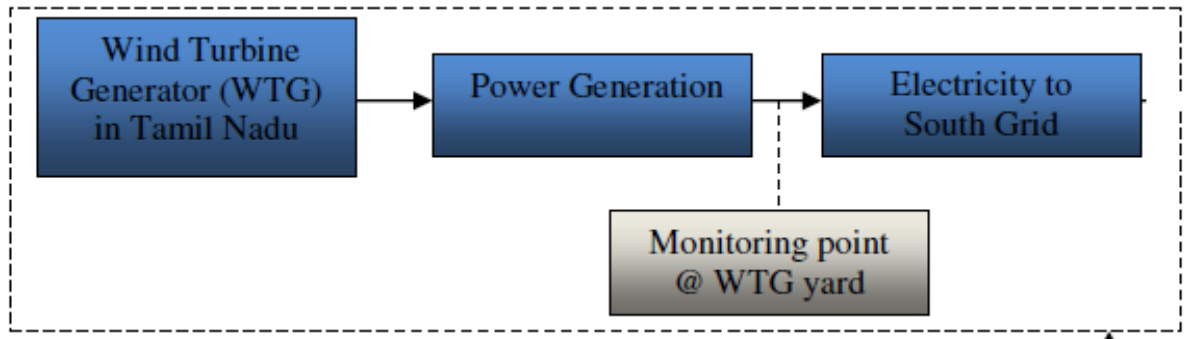 Wind Turbine
Generator (WTG)
in Tamil Nadu
Power Generation
Electricity to
South Grid
Monitoring point
@ WTG yard